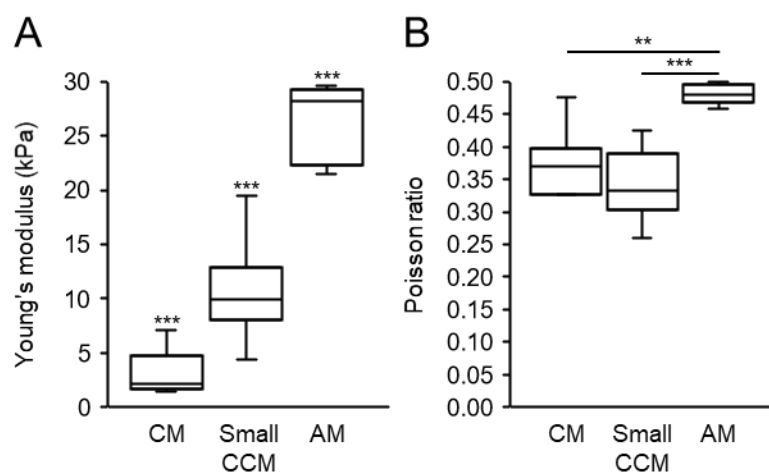 A
Young's modulus (kPa)
30
25
20
15
10
5
0
***
***
***
CM
Small
CCM
AM
B
Poisson ratio
**
***
0.50
0.45
0.40
0.35
0.30
0.25
0.20
0.15
0.10
0.05
0.00
CM
Small
CCM
AM